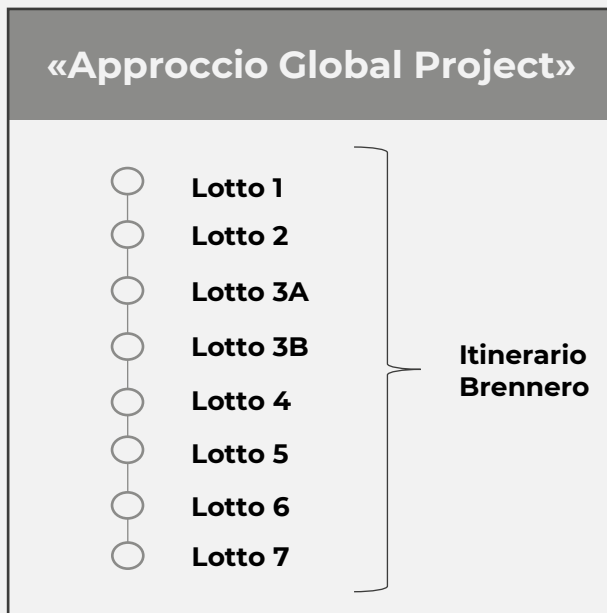 «Approccio Global Project»
Lotto 1
Lotto 2
Lotto 3A
Lotto 3B
Lotto 4
Lotto 5
Lotto 6
Lotto 7
Itinerario
Brennero